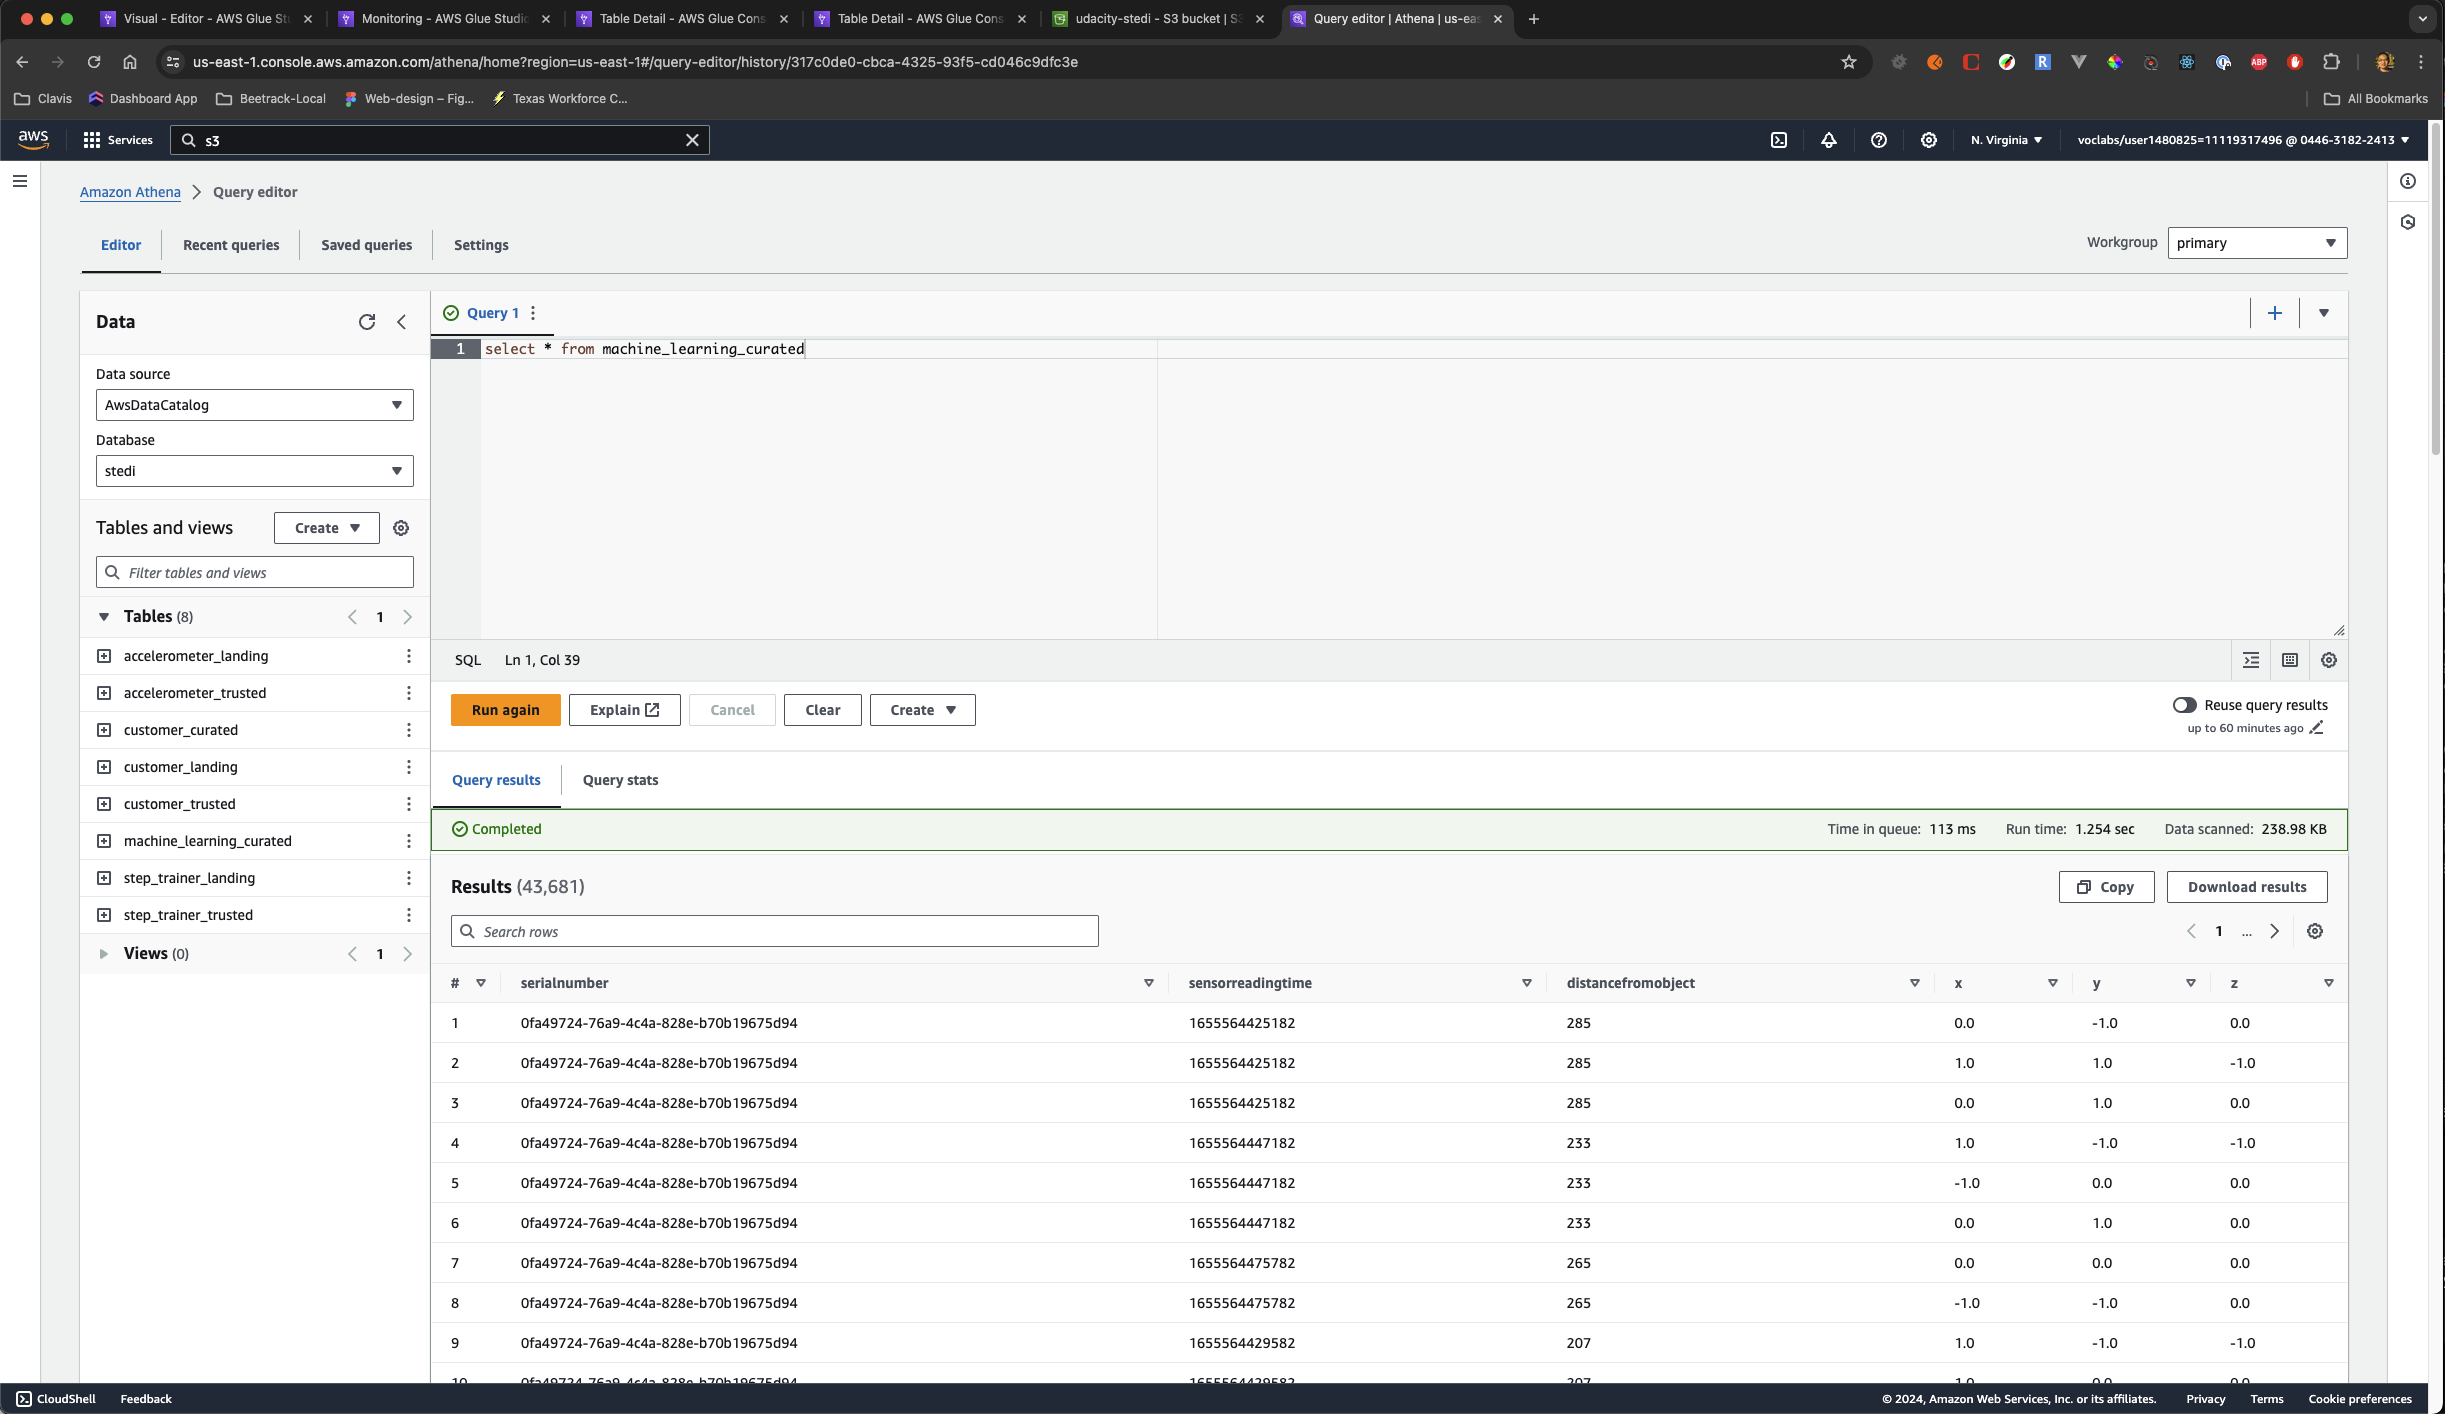 Visual - Editor - AWS Glue St
Monitoring - AWS Glue Studio
Table Detail - AWS Glue Cons
Table Detail - AWS Glue Cons
udacity-stedi - S3 bucket | S3
Query editor | Athena | us-eas
us-east-1.console.aws.amazon.com/athena/home?region=us-east-1#/query-editor/history/317c0de0-cbca-4325-93f5-cd046c9dfc3e
Clavis
Dashboard App
Beetrack-Local
Web-design – Fig...
Texas Workforce C...
All Bookmarks
aws
Services
s3
N. Virginia
voclabs/user1480825=11119317496 @ 0446-3182-2413
Amazon Athena
Query editor
Editor
Recent queries
Saved queries
Settings
Workgroup
primary
Data
Data source
AwsDataCatalog
Database
stedi
Tables and views
Create
Filter tables and views
Tables (8)
1
accelerometer_landing
accelerometer_trusted
customer_curated
customer_landing
customer_trusted
machine_learning_curated
step_trainer_landing
step_trainer_trusted
Views (0)
1
Query 1
1 select * from machine_learning_curated
SQL Ln 1, Col 39
Run again
Explain
Cancel
Clear
Create
Reuse query results
up to 60 minutes ago
Query results
Query stats
Completed
Time in queue: 113 ms Run time: 1.254 sec Data scanned: 238.98 KB
Results (43,681)
Copy
Download results
Search rows
1 ...
# serialnumber sensorreadingtime distancefromobject x y z
1 0fa49724-76a9-4c4a-828e-b70b19675d94 1655564425182 285 0.0 -1.0 0.0
2 0fa49724-76a9-4c4a-828e-b70b19675d94 1655564425182 285 1.0 1.0 -1.0
3 0fa49724-76a9-4c4a-828e-b70b19675d94 1655564425182 285 0.0 1.0 0.0
4 0fa49724-76a9-4c4a-828e-b70b19675d94 1655564447182 233 1.0 -1.0 -1.0
5 0fa49724-76a9-4c4a-828e-b70b19675d94 1655564447182 233 -1.0 0.0 0.0
6 0fa49724-76a9-4c4a-828e-b70b19675d94 1655564447182 233 0.0 1.0 0.0
7 0fa49724-76a9-4c4a-828e-b70b19675d94 1655564475782 265 0.0 0.0 0.0
8 0fa49724-76a9-4c4a-828e-b70b19675d94 1655564475782 265 -1.0 -1.0 0.0
9 0fa49724-76a9-4c4a-828e-b70b19675d94 1655564429582 207 1.0 -1.0 -1.0
10 0fa49724-76a9-4c4a-828e-b70b19675d94 1655564429582 207 1.0 0.0 0.0
CloudShell
Feedback
© 2024, Amazon Web Services, Inc. or its affiliates.
Privacy
Terms
Cookie preferences